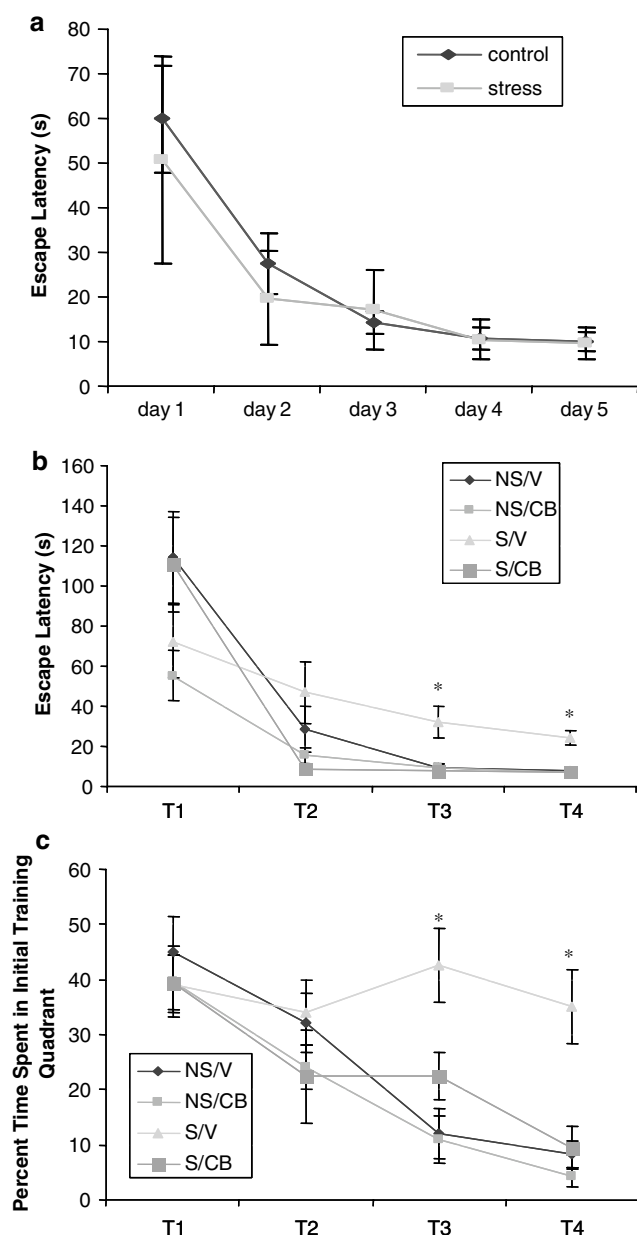 a
80
70
60
50
40
30
20
10
0
Escape Latency (s)
control
stress
day 1 day 2 day 3 day 4 day 5
b
160
140
120
100
80
60
40
20
0
Escape Latency (s)
NS/V
NS/CB
S/V
S/CB
* *
T1 T2 T3 T4
c
60
50
40
30
20
10
0
Percent Time Spent in Initial Training
Quadrant
* *
NS/V
NS/CB
S/V
S/CB
T1 T2 T3 T4